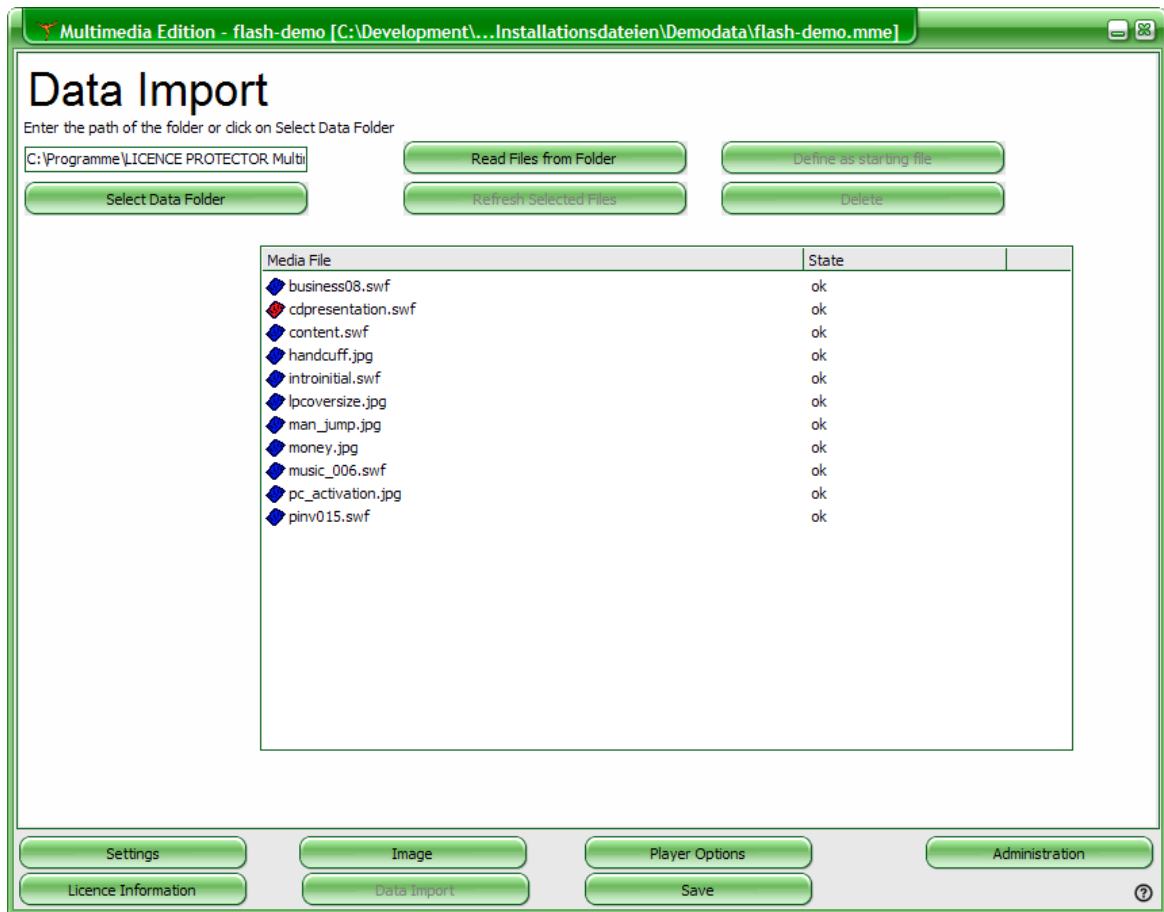 Multimedia Edition - flash-demo [C:\Development\...Installationsdateien\Demodata\flash-demo.mme]
Data Import
Enter the path of the folder or click on Select Data Folder
C:\Programme\LICENCE PROTECTOR Multi
Read Files from Folder
Define as starting file
Select Data Folder
Refresh Selected Files
Delete
Media File State
business08.swf ok
cdpresentation.swf ok
content.swf ok
handcuff.jpg ok
introinitial.swf ok
lpcoversize.jpg ok
man_jump.jpg ok
money.jpg ok
music_006.swf ok
pc_activation.jpg ok
pinv015.swf ok
Settings
Image
Player Options
Administration
Licence Information
Data Import
Save